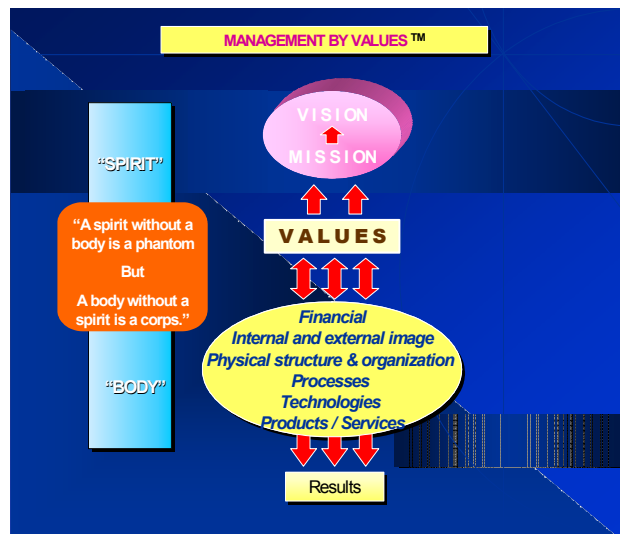 MANAGEMENT BY VALUES ™
VISION
MISSION
“SPIRIT”
“A spirit without a
body is a phantom
But
A body without a
spirit is a corps.”
“BODY”
VALUES
Financial
Internal and external image
Physical structure & organization
Processes
Technologies
Products / Services
Results